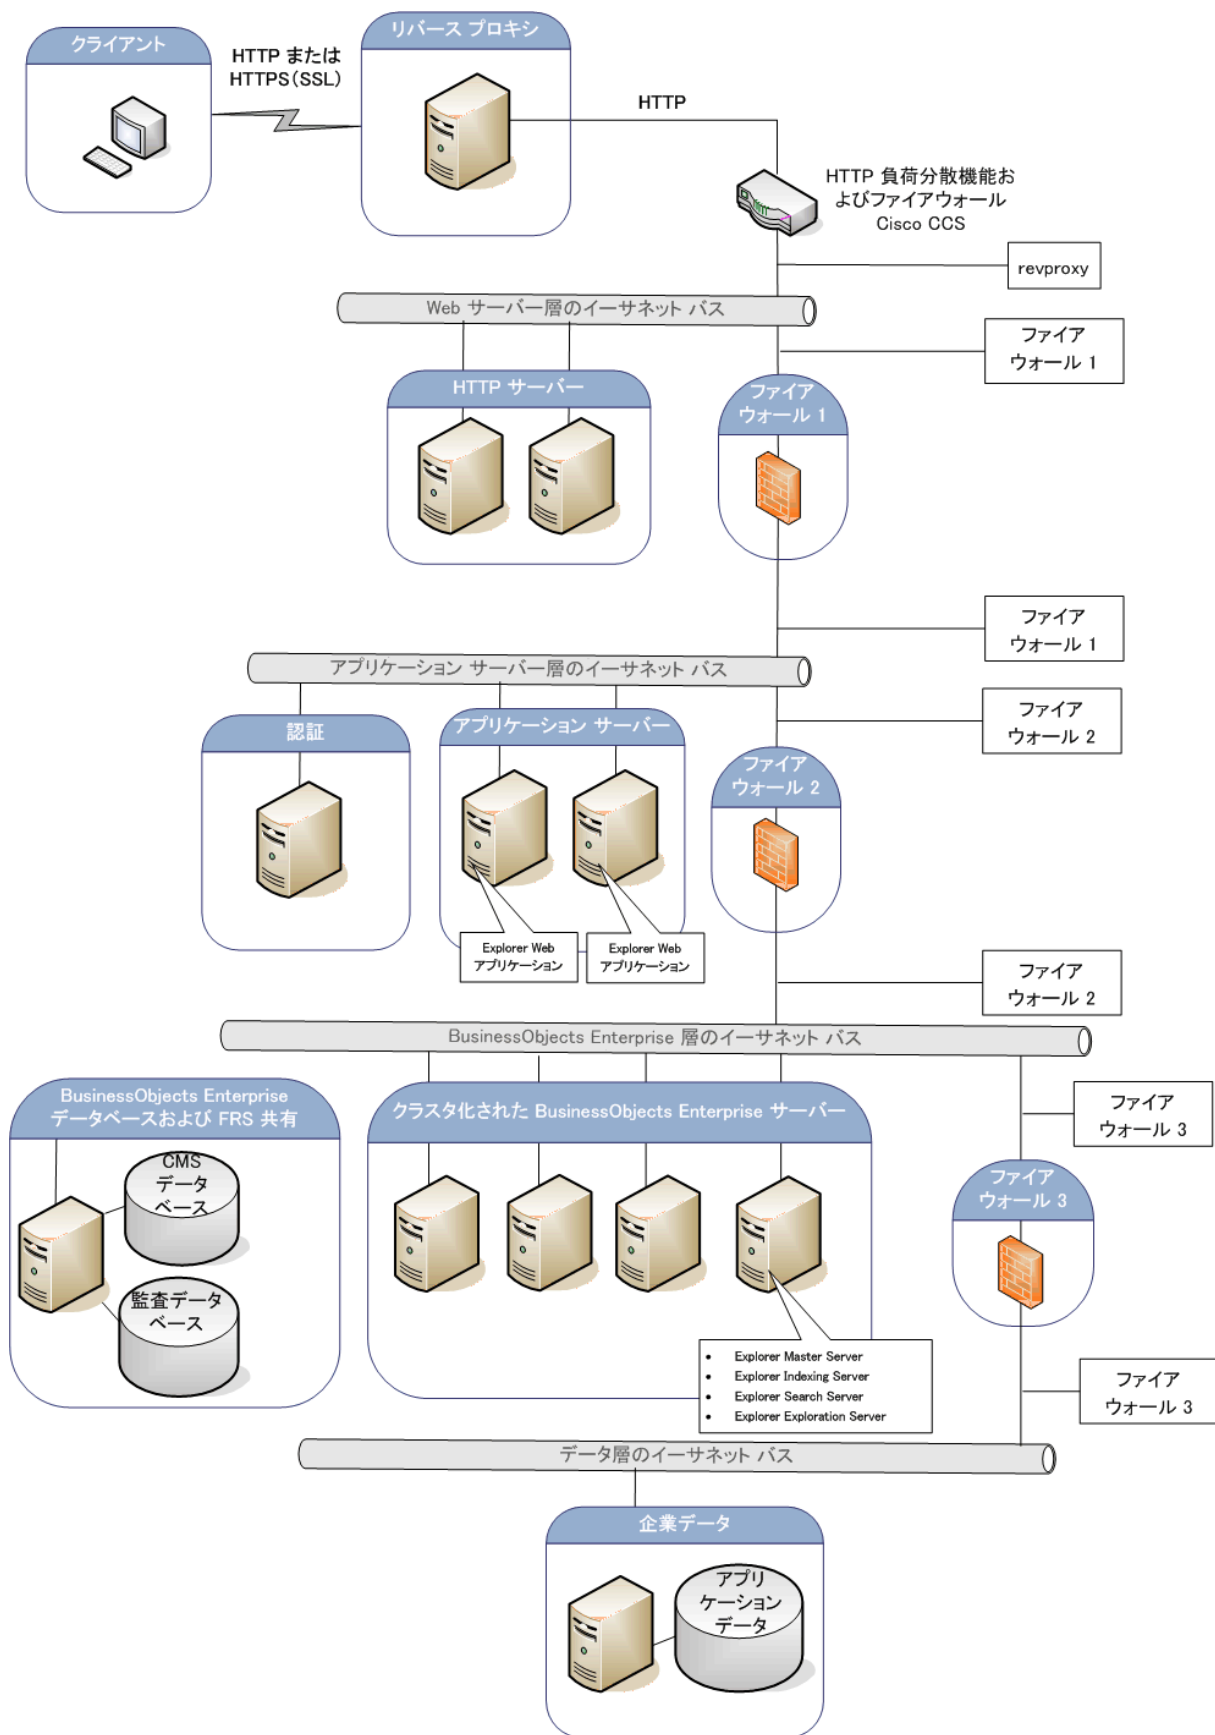 クライアント
HTTP または
HTTPS(SSL)
リバース プロキシ
HTTP
HTTP 負荷分散機能お
よびファイアウォール
Cisco CCS
revproxy
Web サーバー層のイーサネット バス
ファイア
ウォール 1
HTTP サーバー
ファイア
ウォール 1
ファイア
ウォール 1
アプリケーション サーバー層のイーサネット バス
ファイア
ウォール 2
認証
アプリケーション サーバー
ファイア
ウォール 2
Explorer Web
アプリケーション
Explorer Web
アプリケーション
ファイア
ウォール 2
BusinessObjects Enterprise 層のイーサネット バス
BusinessObjects Enterprise
データベースおよび FRS 共有
クラスタ化された BusinessObjects Enterprise サーバー
ファイア
ウォール 3
CMS
データ
ベース
ファイア
ウォール 3
監査データ
ベース
• Explorer Master Server
• Explorer Indexing Server
• Explorer Search Server
• Explorer Exploration Server
ファイア
ウォール 3
データ層のイーサネット バス
企業データ
アプリ
ケーション
データ